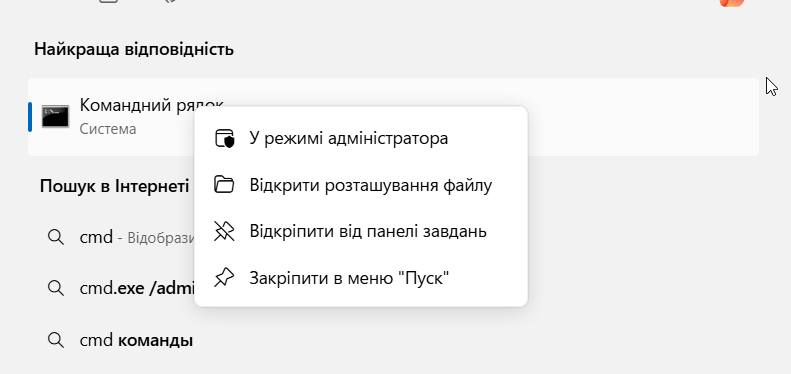 Найкраща відповідність
Командний рядок
Система
У режимі адміністратора
Відкрити розташування файлу
Відкріпити від панелі завдань
Закріпити в меню "Пуск"
Пошук в Інтернеті
cmd - Відобрази
cmd.exe /admi
cmd команды